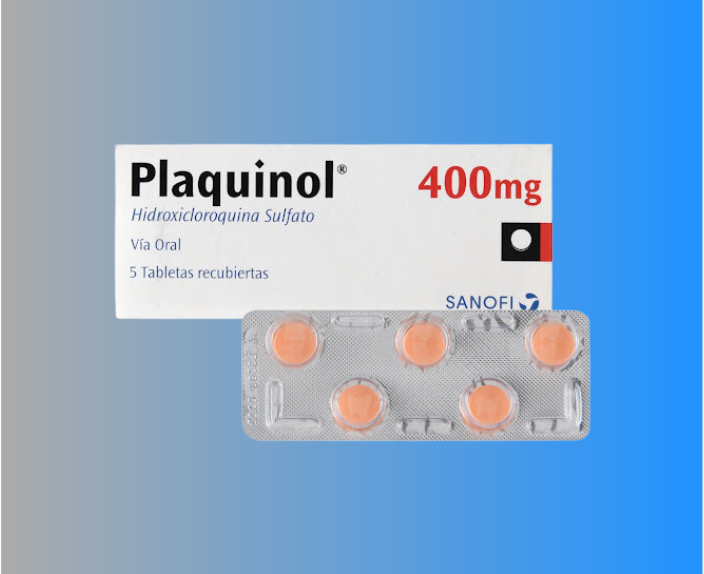 Plaquinol®
400mg
Hidroxicloroquina Sulfato
Vía Oral
5 Tabletas recubiertas
SANOFI